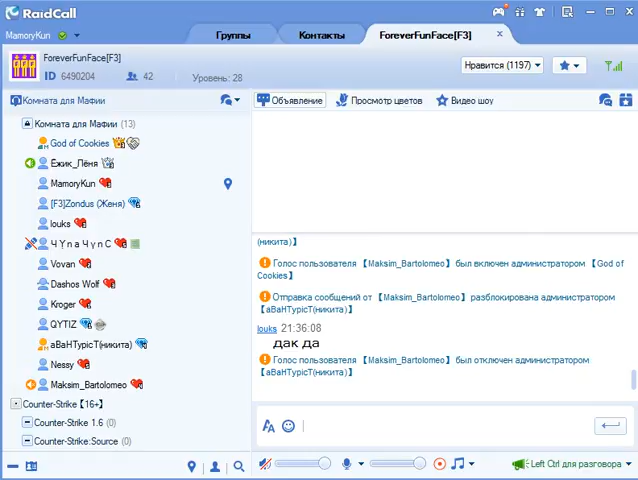 RaidCall
MamoryKun
Группы
Контакты
ForeverFunFace[F3]
ForeverFunFace[F3]
ID 6490204
42
Уровень: 28
Нравится (1197)
Комната для Мафии
Объявление
Просмотр цветов
Видео шоу
Комната для Мафии (13)
God of Cookies
Ёжик_Лёня
MamoryKun
[F3]Zondus (Женя)
louks
Ч Ү п а Ч ү п С
Vovan
Dashos Wolf
Kroger
QYTIZ
aBaHTypicT(никита)
Nessy
Maksim_Bartolomeo
Counter-Strike【16+】
Counter-Strike 1.6 (0)
Counter-Strike:Source (0)
(никита)】
Голос пользователя 【Maksim_Bartolomeo】 был включен администратором 【God of
Cookies】
Отправка сообщений от 【Maksim_Bartolomeo】 разблокирована администратором
【aBaHTypicT(никита)】
louks 21:36:08
дак да
Голос пользователя 【Maksim_Bartolomeo】 был отключен администратором
【aBaHTypicT(никита)】
Left Ctrl для разговора